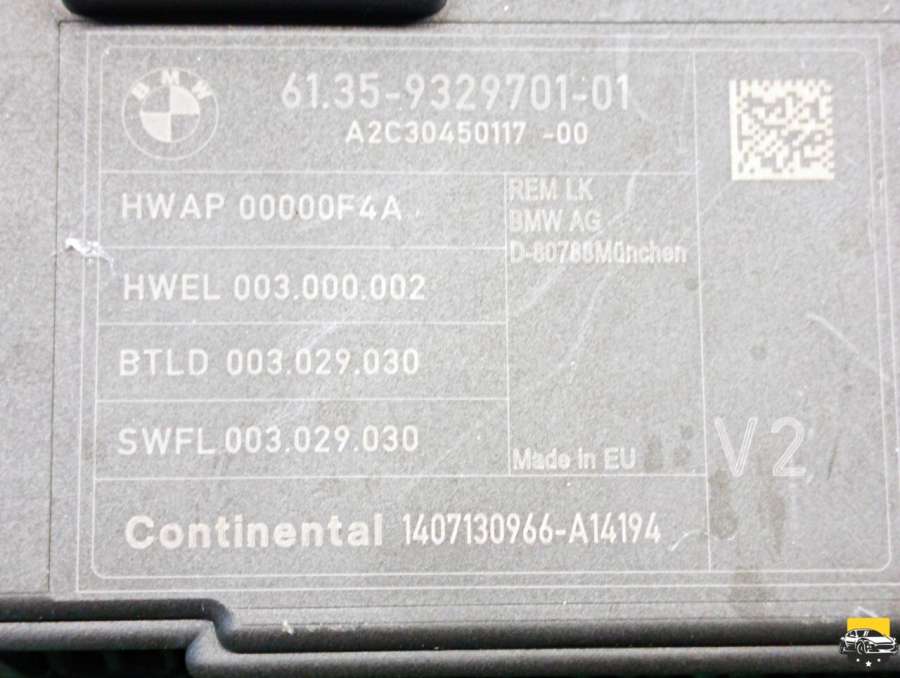 BMW
61.35-9329701-01
A2C30450117 -00
HWAP 00000F4A
REM LK
BMW AG
D-80788München
HWEL 003.000.002
BTLD 003.029.030
SWFL 003.029.030
Made in EU
V2
Continental 1407130966-A14194